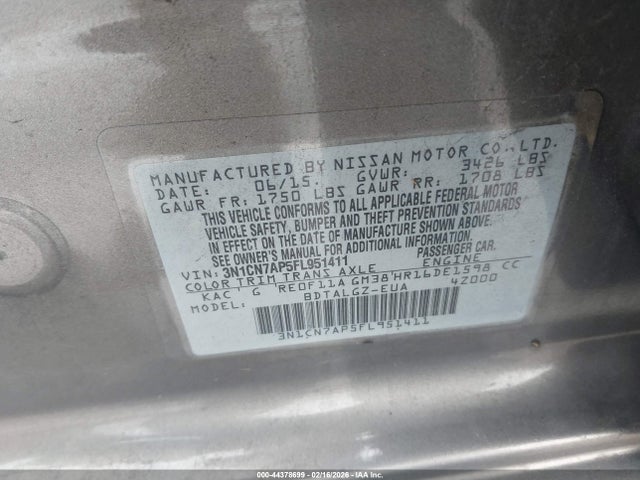 MANUFACTURED BY NISSAN MOTOR CO., LTD.
DATE: 06/15. GVWR: 3426 LBS
GAWR FR: 1750 LBS GAWR RR: 1708 LBS
THIS VEHICLE CONFORMS TO ALL APPLICABLE FEDERAL MOTOR
VEHICLE SAFETY, BUMPER AND THEFT PREVENTION STANDARDS
IN EFFECT ON THE DATE OF MANUFACTURE SHOWN ABOVE.
SEE OWNER MANUAL FOR ADDITIONAL INFORMATION.
VIN: 3N1CN7AP5FL951411 PASSENGER CAR.
COLOR TRIM TRANS AXLE ENGINE
KAC G RE0F11A GM38 HR16DE1598 CC
MODEL: BDTALGZ-EUA 42000
3N1CN7AP5FL951411
000-44378699 - 02/16/2026 - IAA Inc.